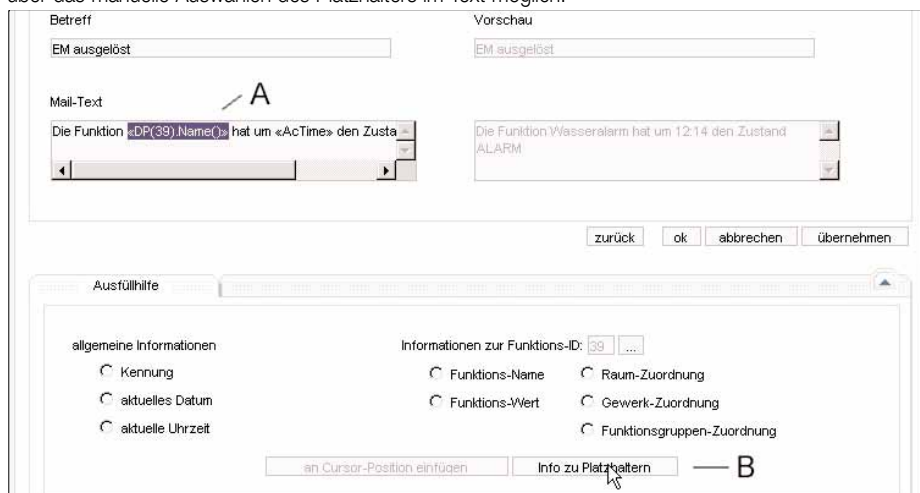 über das manuelle Auswählen des Platzhalters im Text möglich.
Betreff
Vorschau
EM ausgelöst
EM ausgelöst
Mail-Text
A
Die Funktion «DP(39).Name()» hat um «AcTime» den Zusta
Die Funktion Wasseralarm hat um 12:14 den Zustand
ALARM
zurück ok abbrechen übernehmen
Ausfüllhilfe
allgemeine Informationen
Informationen zur Funktions-ID: 39 ...
Kennung
Funktions-Name
Raum-Zuordnung
aktuelles Datum
Funktions-Wert
Gewerk-Zuordnung
aktuelle Uhrzeit
Funktionsgruppen-Zuordnung
an Cursor-Position einfügen
Info zu Platzhaltern
B